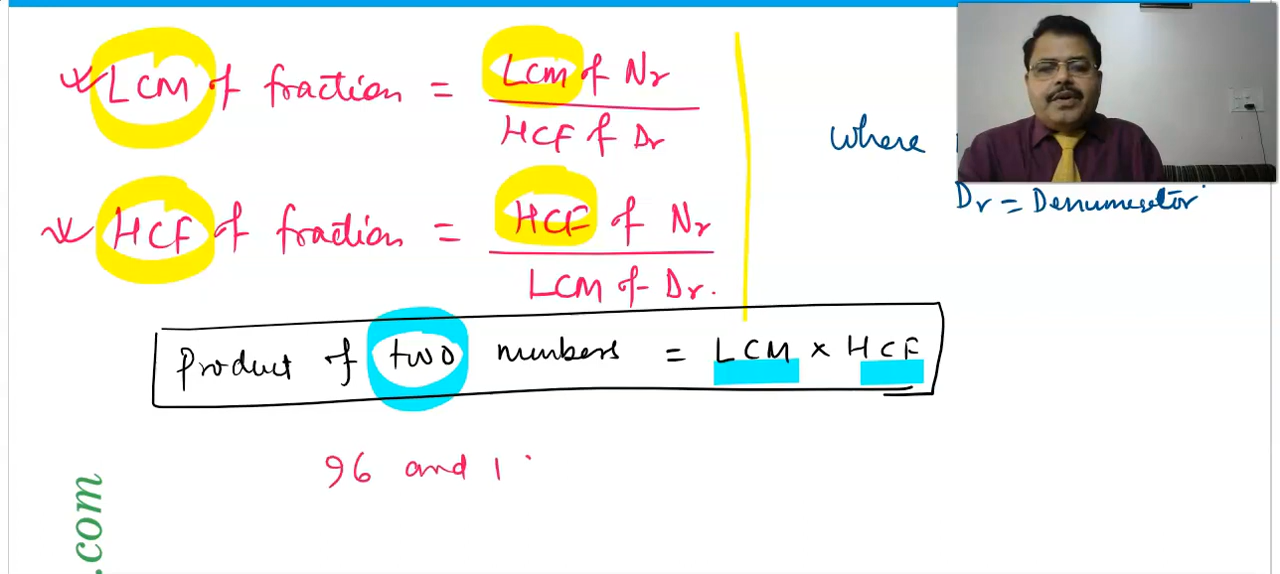 LCM of fraction = LCM of Nr
HCF of Dr
where
Dr = Denumerator
HCF of fraction = HCF of Nr
LCM of Dr.
Product of two numbers = LCM × HCF
96 and 1
.com